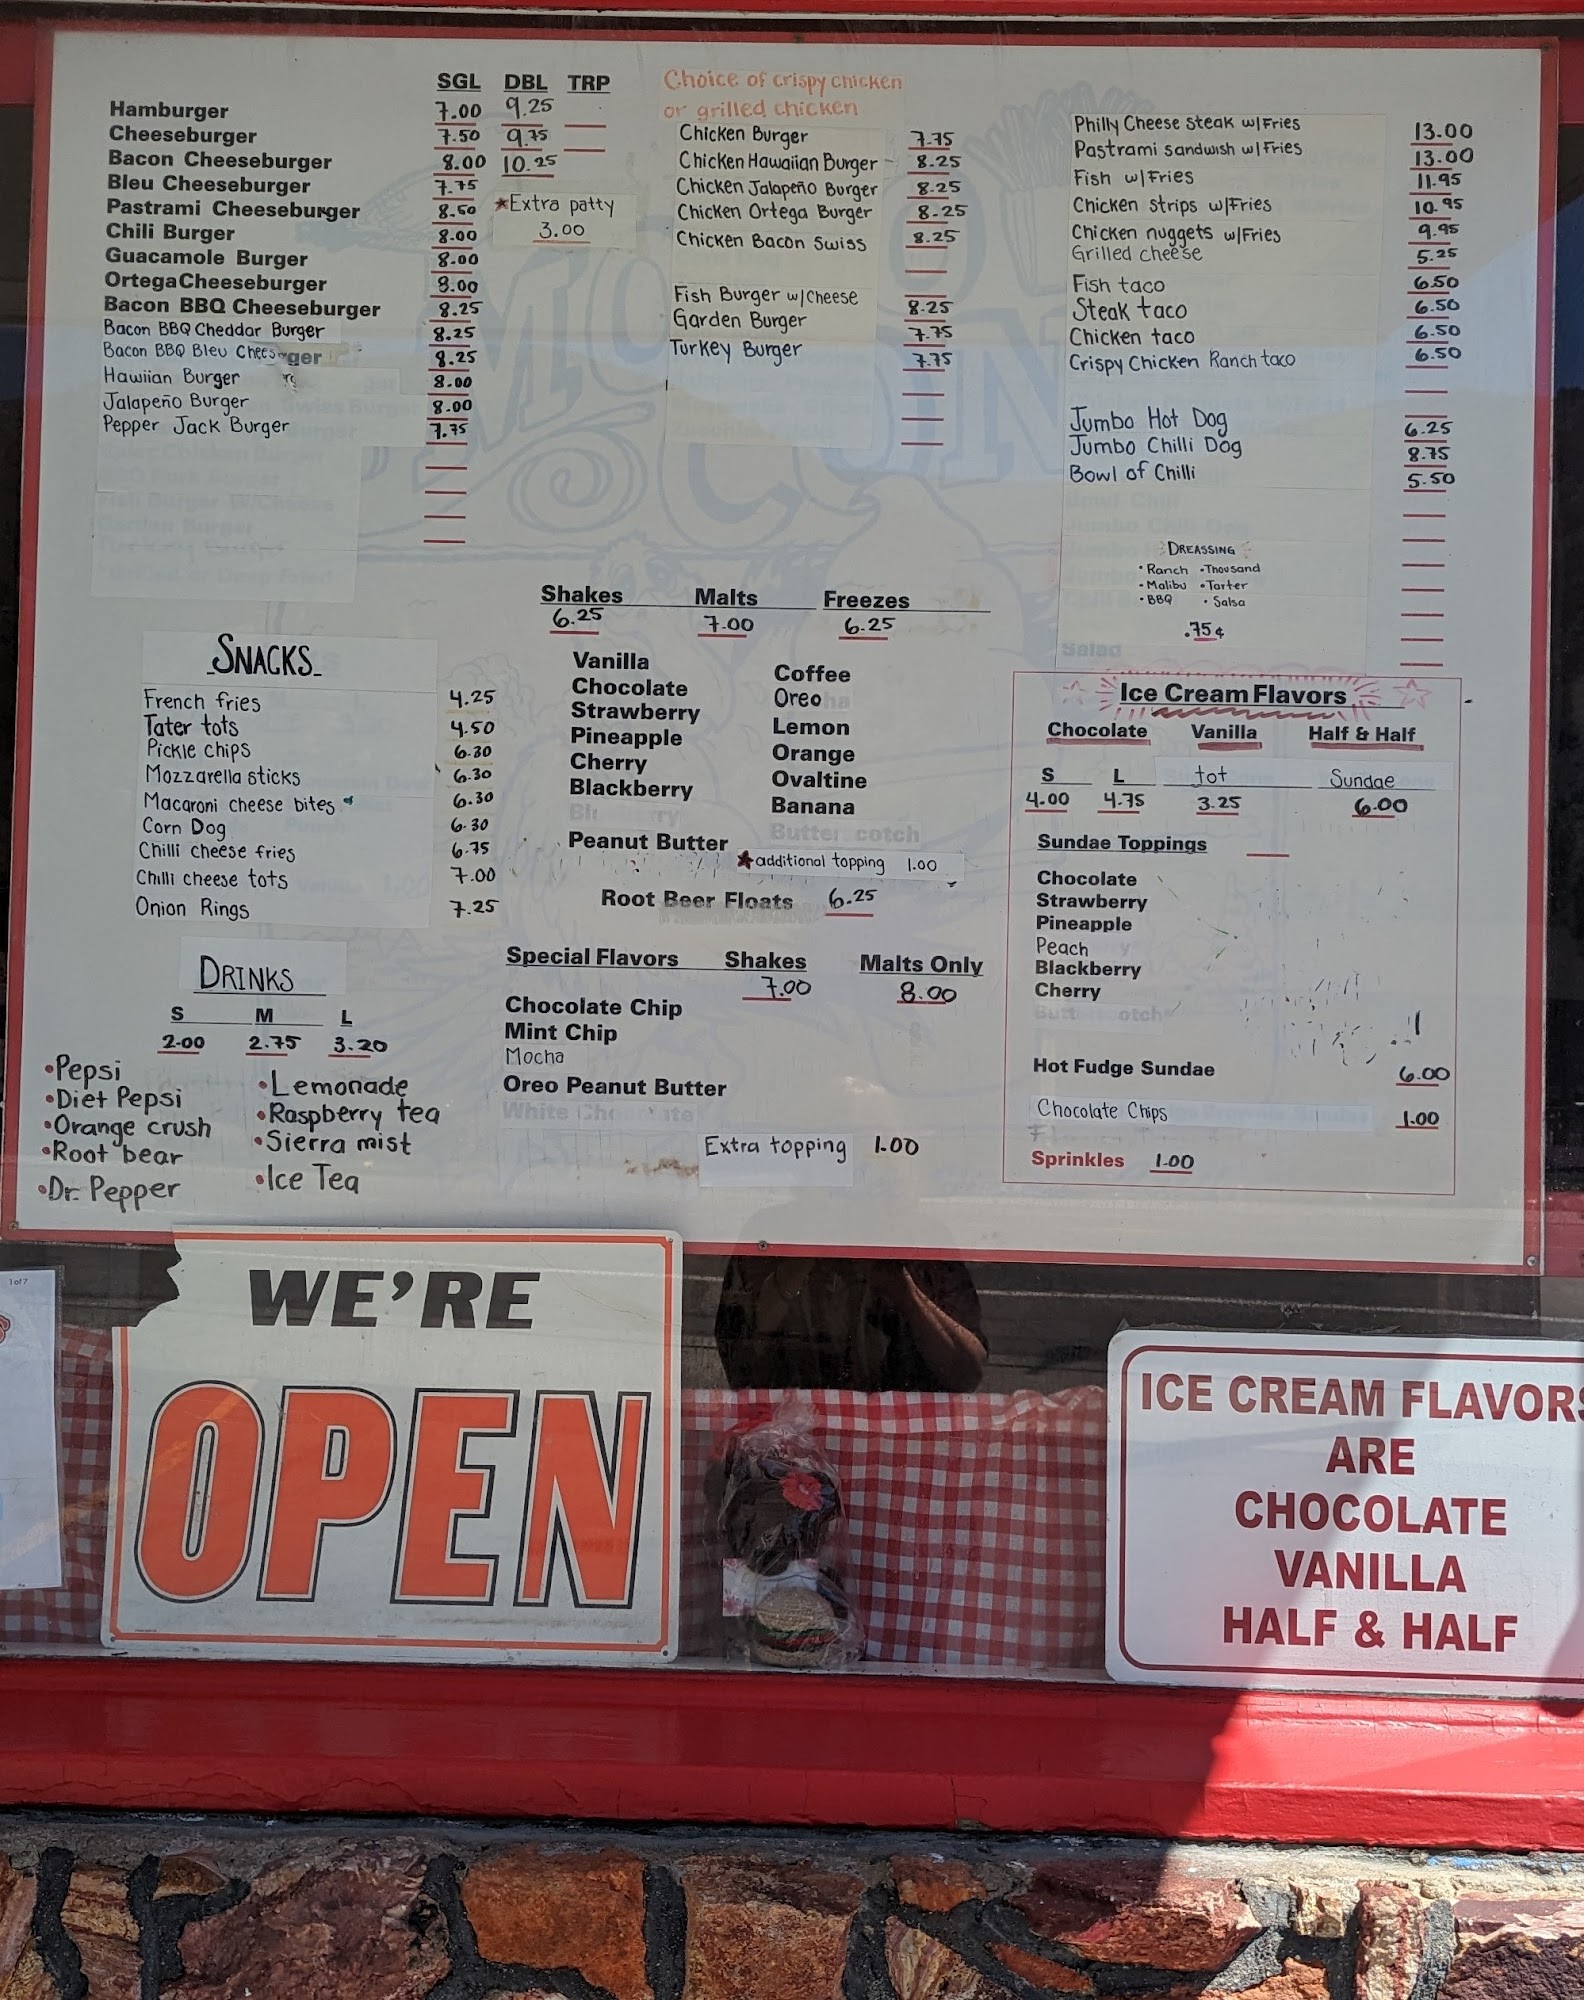 SGL DBL TRP
Hamburger 7.00 9.25
Cheeseburger 7.50 9.75
Bacon Cheeseburger 8.00 10.25
Bleu Cheeseburger 7.75
Pastrami Cheeseburger 8.50
Chili Burger 8.00
Guacamole Burger 8.00
Ortega Cheeseburger 8.00
Bacon BBQ Cheeseburger 8.25
Bacon BBQ Cheddar Burger 8.25
Bacon BBQ Bleu Cheeseger 8.25
Hawiian Burger 8.00
Jalapeño Burger 8.00
Pepper Jack Burger 7.75
★Extra patty
3.00
Choice of crispy chicken
or grilled chicken
Chicken Burger 7.75
Chicken Hawaiian Burger 8.25
Chicken Jalapeño Burger 8.25
Chicken Ortega Burger 8.25
Chicken Bacon Swiss 8.25
Fish Burger w/Cheese 8.25
Garden Burger 7.75
Turkey Burger 7.75
Philly Cheese Steak w/Fries 13.00
Pastrami sandwish w/Fries 13.00
Fish w/Fries 11.95
Chicken strips w/Fries 10.95
Chicken nuggets w/Fries 9.95
Grilled cheese 5.25
Fish taco 6.50
Steak taco 6.50
Chicken taco 6.50
Crispy Chicken Ranch taco 6.50
Jumbo Hot Dog 6.25
Jumbo Chilli Dog 8.75
Bowl of Chilli 5.50
DREASSING
• Ranch • Thousand
• Malibu • Tarter
• BBQ • Salsa
.75¢
Salad
SNACKS
French fries 4.25
Tater tots 4.50
Pickle chips 6.30
Mozzarella sticks 6.30
Macaroni cheese bites 6.30
Corn Dog 6.30
Chilli cheese fries 6.75
Chilli cheese tots 7.00
Onion Rings 7.25
DRINKS
S M L
2.00 2.75 3.20
•Pepsi
•Diet Pepsi
•Orange crush
•Root bear
•Dr. Pepper
•Lemonade
•Raspberry tea
•Sierra mist
•Ice Tea
Shakes Malts Freezes
6.25 7.00 6.25
Vanilla Coffee
Chocolate Oreo
Strawberry Lemon
Pineapple Orange
Cherry Ovaltine
Blackberry Banana
Peanut Butter
★additional topping 1.00
Root Beer Floats 6.25
Special Flavors Shakes Malts Only
7.00 8.00
Chocolate Chip
Mint Chip
Mocha
Oreo Peanut Butter
Extra topping 1.00
Ice Cream Flavors
Chocolate Vanilla Half & Half
S L tot Sundae
4.00 4.75 3.25 6.00
Sundae Toppings
Chocolate
Strawberry
Pineapple
Peach
Blackberry
Cherry
Hot Fudge Sundae 6.00
Chocolate Chips 1.00
Sprinkles 1.00
1 of 7
WE'RE
OPEN
ICE CREAM FLAVORS
ARE
CHOCOLATE
VANILLA
HALF & HALF